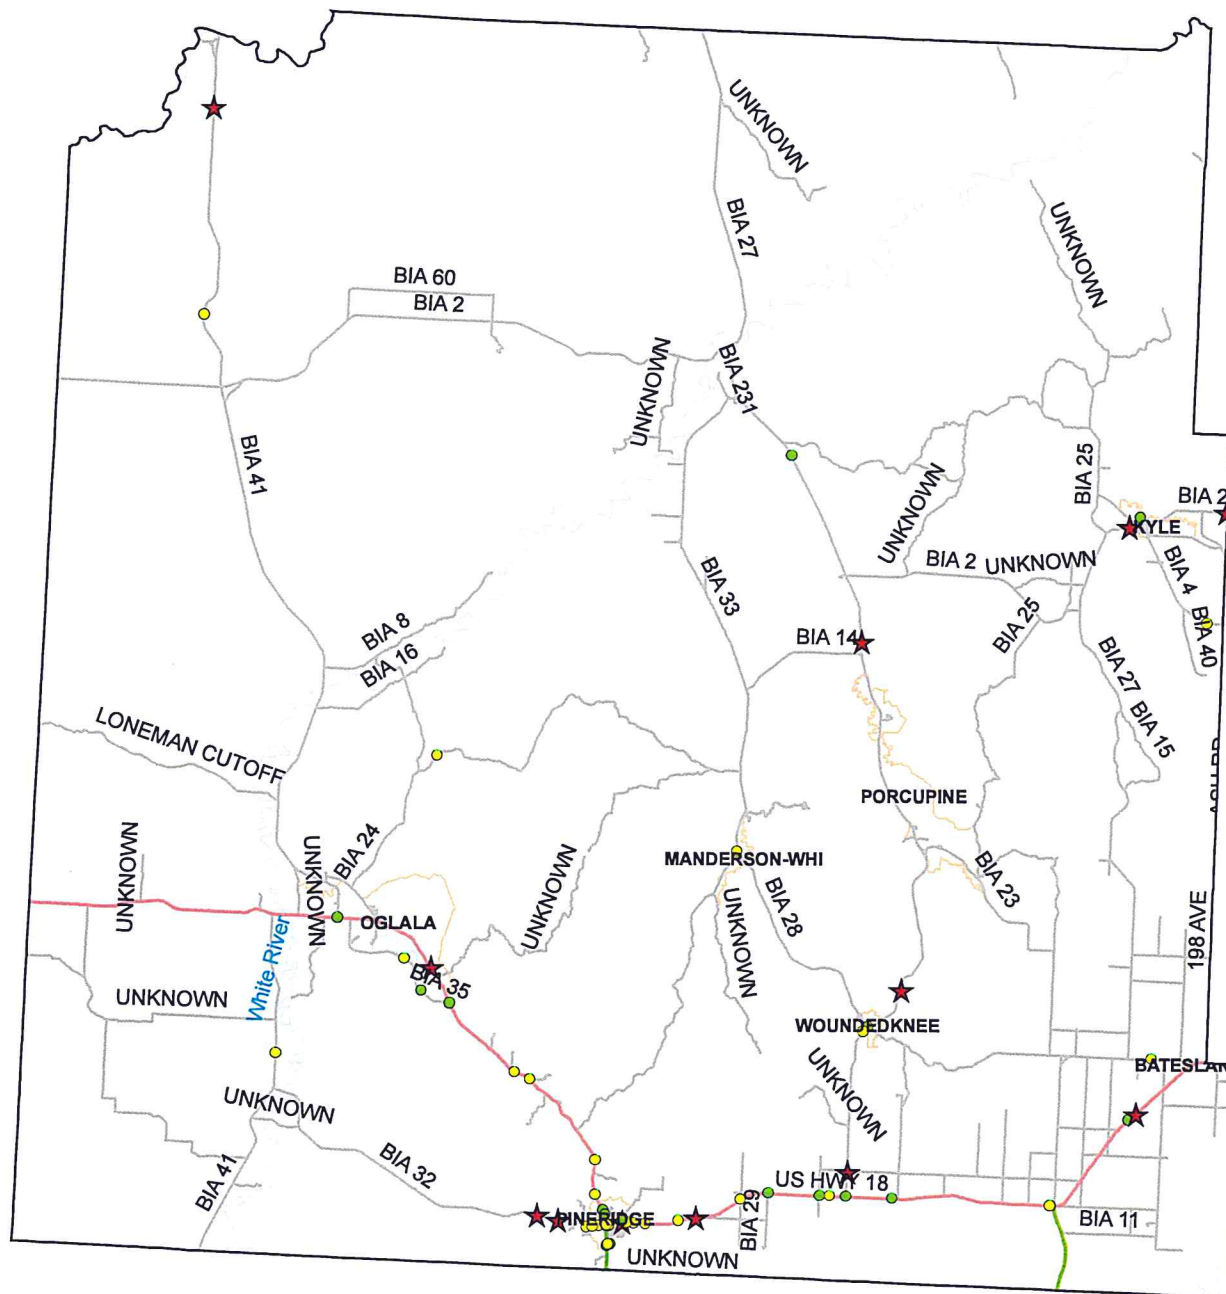 UNKNOWN
UNKNOWN
BIA 27
BIA 60
BIA 2
UNKNOWN
BIA 231
BIA 41
BIA 25
UNKNOWN
BIA 2
KYLE
BIA 2
UNKNOWN
BIA 4
BIA 33
BIA 25
BIA 40
BIA 8
BIA 14
BIA 16
BIA 27
BIA 15
LONEMAN CUTOFF
PORCUPINE
UNKNOWN
UNKNOWN
BIA 24
MANDERSON-WHI
UNKNOWN
BIA 28
BIA 23
OGLALA
UNKNOWN
198 AVE
White River
BIA 35
UNKNOWN
WOUNDEDKNEE
BATESLAN
UNKNOWN
UNKNOWN
BIA 41
BIA 32
US HWY 18
PINERIDGE
BIA 29
BIA 11
UNKNOWN